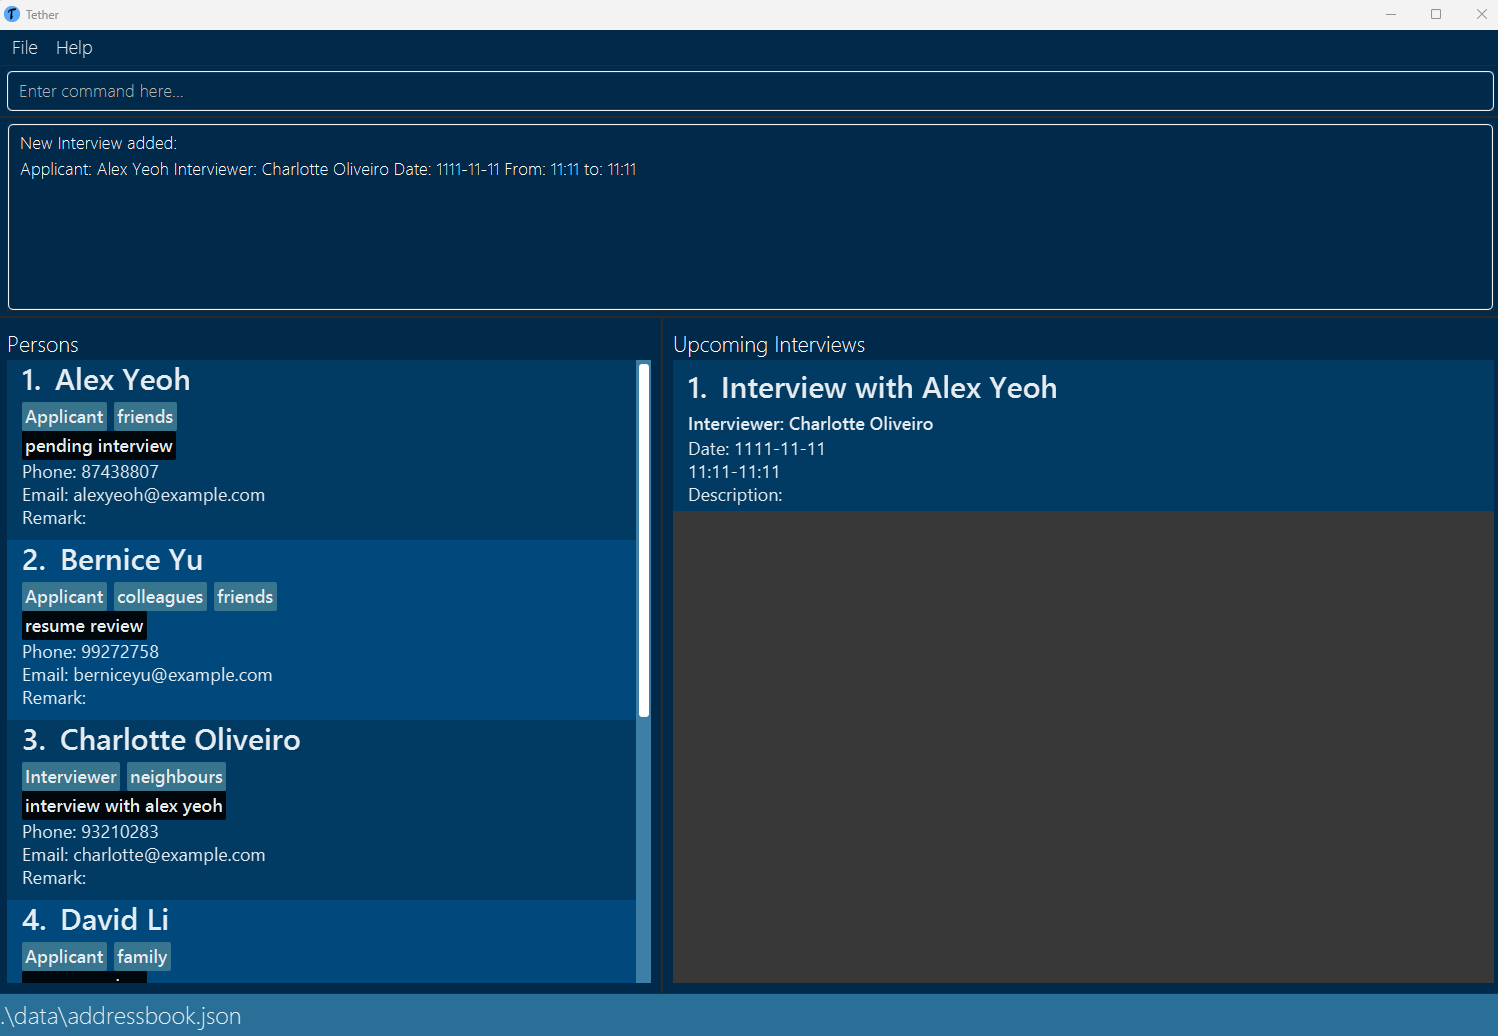 Tether
File Help
Enter command here...
New Interview added:
Applicant: Alex Yeoh Interviewer: Charlotte Oliveiro Date: 1111-11-11 From: 11:11 to: 11:11
Persons
1. Alex Yeoh
Applicant friends
pending interview
Phone: 87438807
Email: alexyeoh@example.com
Remark:
2. Bernice Yu
Applicant colleagues friends
resume review
Phone: 99272758
Email: berniceyu@example.com
Remark:
3. Charlotte Oliveiro
Interviewer neighbours
interview with alex yeoh
Phone: 93210283
Email: charlotte@example.com
Remark:
4. David Li
Applicant family
Upcoming Interviews
1. Interview with Alex Yeoh
Interviewer: Charlotte Oliveiro
Date: 1111-11-11
11:11-11:11
Description:
.\data\addressbook.json